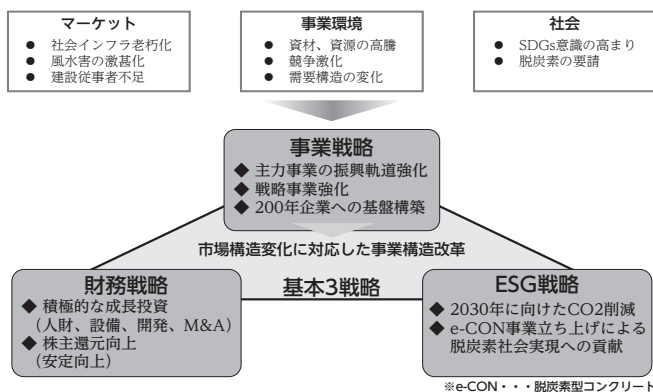 マーケット
● 社会インフラ老朽化
● 風水害の激甚化
● 建設従事者不足
事業環境
● 資材、資源の高騰
● 競争激化
● 需要構造の変化
社会
● SDGs意識の高まり
● 脱炭素の要請
事業戦略
◆ 主力事業の振興軌道強化
◆ 戦略事業強化
◆ 200年企業への基盤構築
市場構造変化に対応した事業構造改革
財務戦略
◆ 積極的な成長投資
(人財、設備、開発、M&A)
◆ 株主還元向上
(安定向上)
基本3戦略
ESG戦略
◆ 2030年に向けたCO2削減
◆ e-CON事業立ち上げによる
脱炭素社会実現への貢献
※e-CON・・・脱炭素型コンクリート